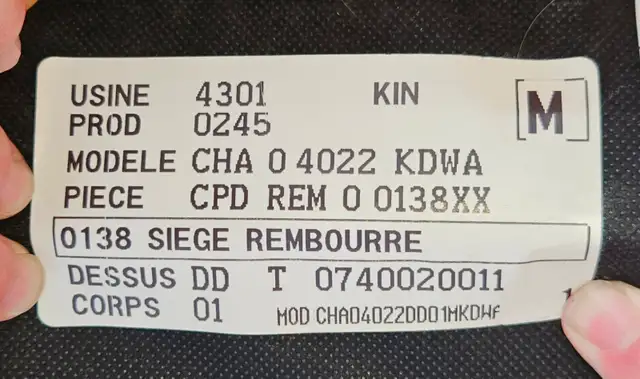 USINE 4301 KIN
PROD 0245
M
MODELE CHA 0 4022 KDWA
PIECE CPD REM 0 0138XX
0138 SIEGE REMBOURRE
DESSUS DD T 0740020011
CORPS 01 MOD CHA04022DD01MKDWA